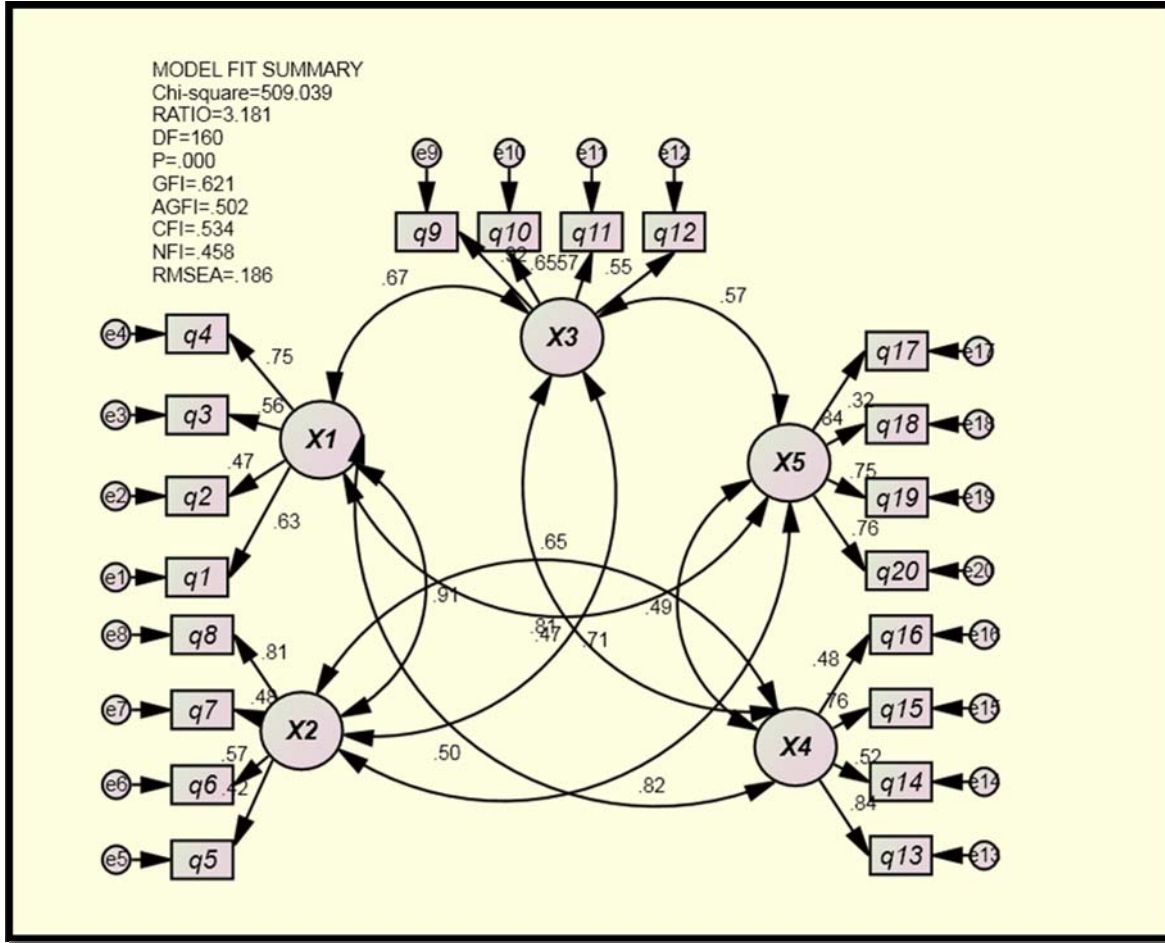 MODEL FIT SUMMARY
Chi-square=509.039
RATIO=3.181
DF=160
P=.000
GFI=.621
AGFI=.502
CFI=.534
NFI=.458
RMSEA=.186
e9 e10 e11 e12
q9 q10 q11 q12
.65 57 .55
.67 .57
X3
e4 q4 .75
e3 q3 .56
X1
e2 q2 .47
e1 q1 .63
q17 e17
.32
.84 q18 e18
X5
.75 q19 e19
.76
q20 e20
.65
.91 .47 .71 .49
e8 q8 .81
e7 q7 .48
X2
e6 q6 .57
.42
e5 q5
q16 e16
.48
.76 q15 e15
X4
.52 q14 e14
.84
q13 e13
.50 .82